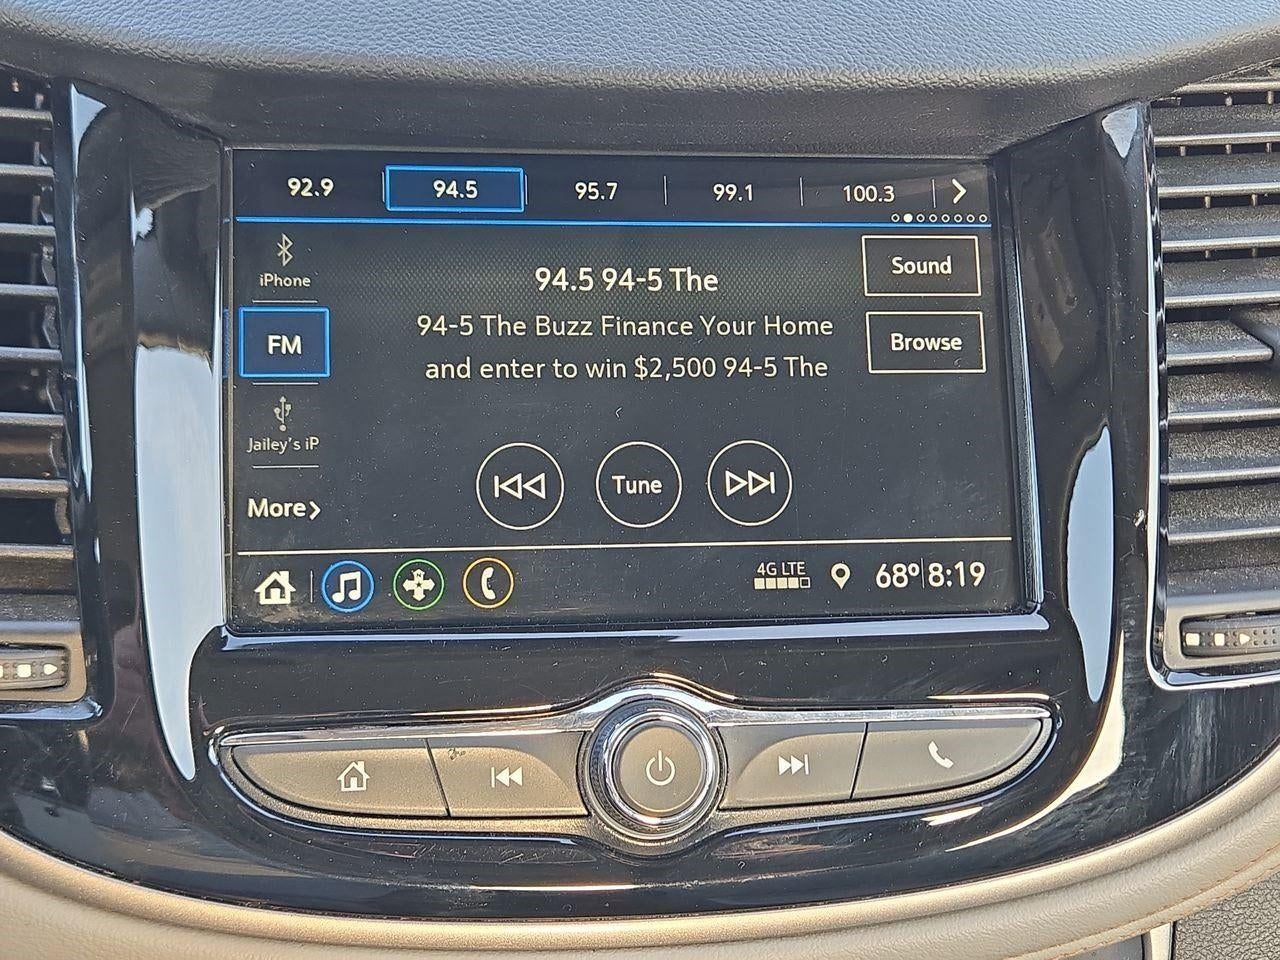 92.9 94.5 95.7 99.1 100.3
iPhone
Sound
94.5 94-5 The
94-5 The Buzz Finance Your Home
and enter to win $2,500 94-5 The
FM
Browse
Jailey's iP
Tune
More
4G LTE
68° 8:19